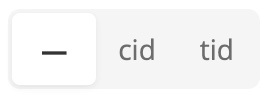 — cid tid